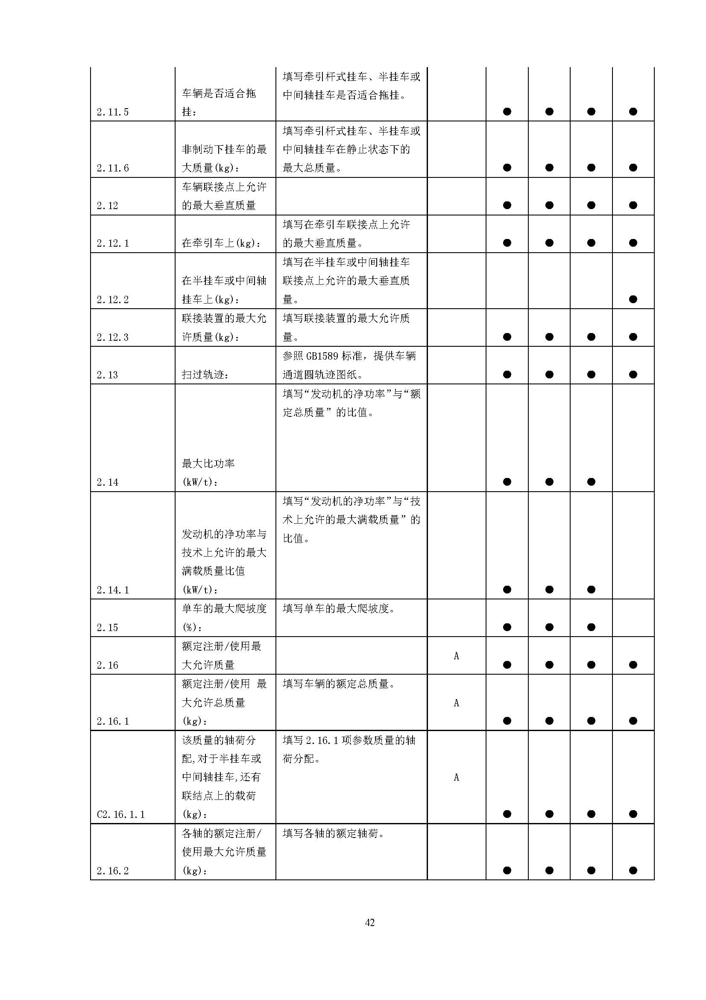 2.11.5
车辆是否适合拖
挂:
填写牵引杆式挂车、半挂车或
中间轴挂车是否适合拖挂。
● ● ● ●
2.11.6
非制动下挂车的最
大质量(kg):
填写牵引杆式挂车、半挂车或
中间轴挂车在静止状态下的
最大总质量。
● ● ● ●
2.12
车辆联接点上允许
的最大垂直质量
● ● ● ●
2.12.1
在牵引车上(kg):
填写在牵引车联接点上允许
的最大垂直质量。
● ● ● ●
2.12.2
在半挂车或中间轴
挂车上(kg):
填写在半挂车或中间轴挂车
联接点上允许的最大垂直质
量。
●
2.12.3
联接装置的最大允
许质量(kg):
填写联接装置的最大允许质
量。
● ● ● ●
2.13
扫过轨迹:
参照 GB1589 标准，提供车辆
通道圆轨迹图纸。
● ● ● ●
2.14
最大比功率
(kW/t):
填写“发动机的净功率”与“额
定总质量”的比值。
● ● ●
2.14.1
发动机的净功率与
技术上允许的最大
满载质量比值
(kW/t):
填写“发动机的净功率”与“技
术上允许的最大满载质量”的
比值。
● ● ●
2.15
单车的最大爬坡度
(%):
填写单车的最大爬坡度。
● ● ●
2.16
额定注册/使用最
大允许质量
A
● ● ● ●
2.16.1
额定注册/使用 最
大允许总质量
(kg):
填写车辆的额定总质量。
A
● ● ● ●
C2.16.1.1
该质量的轴荷分
配,对于半挂车或
中间轴挂车,还有
联结点上的载荷
(kg):
填写 2.16.1 项参数质量的轴
荷分配。
A
● ● ● ●
2.16.2
各轴的额定注册/
使用最大允许质量
(kg):
填写各轴的额定轴荷。
● ● ● ●
42